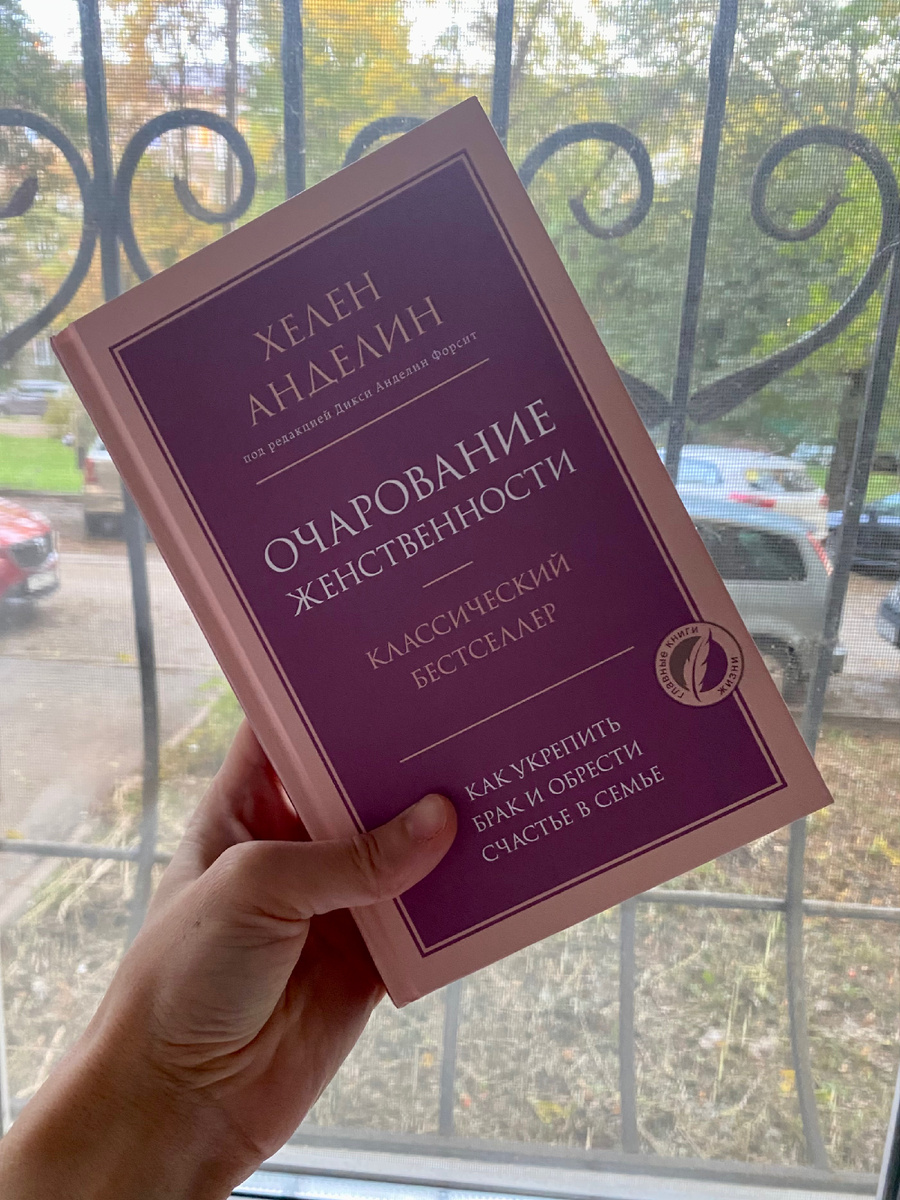 ХЕЛЕН
АНДЕЛИН
под редакцией Дикси Анделин Форсит
ОЧАРОВАНИЕ
ЖЕНСТВЕННОСТИ
КЛАССИЧЕСКИЙ
БЕСТСЕЛЛЕР
ГЛАВНЫЕ КНИГИ
ЖИЗНИ
КАК УКРЕПИТЬ
БРАК И ОБРЕСТИ
СЧАСТЬЕ В СЕМЬЕ